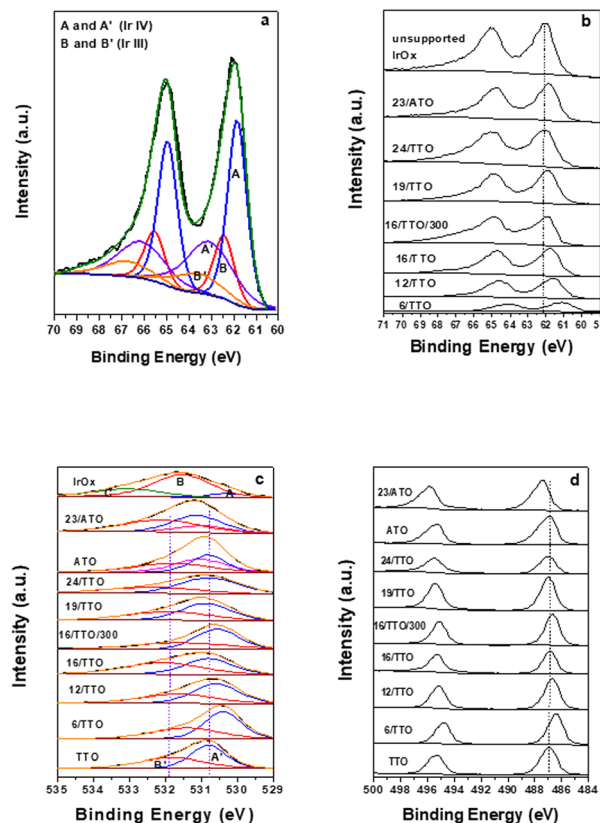 a
A and A' (Ir IV)
B and B' (Ir III)
A
A'
B'
B
Intensity (a.u.)
70 69 68 67 66 65 64 63 62 61 60
Binding Energy (eV)
b
unsupported
IrOx
23/ATO
24/TTO
19/TTO
16/TTO/300
16/TTO
12/TTO
6/TTO
Intensity (a.u.)
71 70 69 68 67 66 65 64 63 62 61 60 5
Binding Energy (eV)
c
IrOx
B
A
23/ATO
ATO
24/TTO
19/TTO
16/TTO/300
16/TTO
12/TTO
6/TTO
TTO
B'
A'
Intensity (a.u.)
535 534 533 532 531 530 529
Binding Energy (eV)
d
23/ATO
ATO
24/TTO
19/TTO
16/TTO/300
16/TTO
12/TTO
6/TTO
TTO
Intensity (a.u.)
500 498 496 494 492 490 488 486 484
Binding Energy (eV)